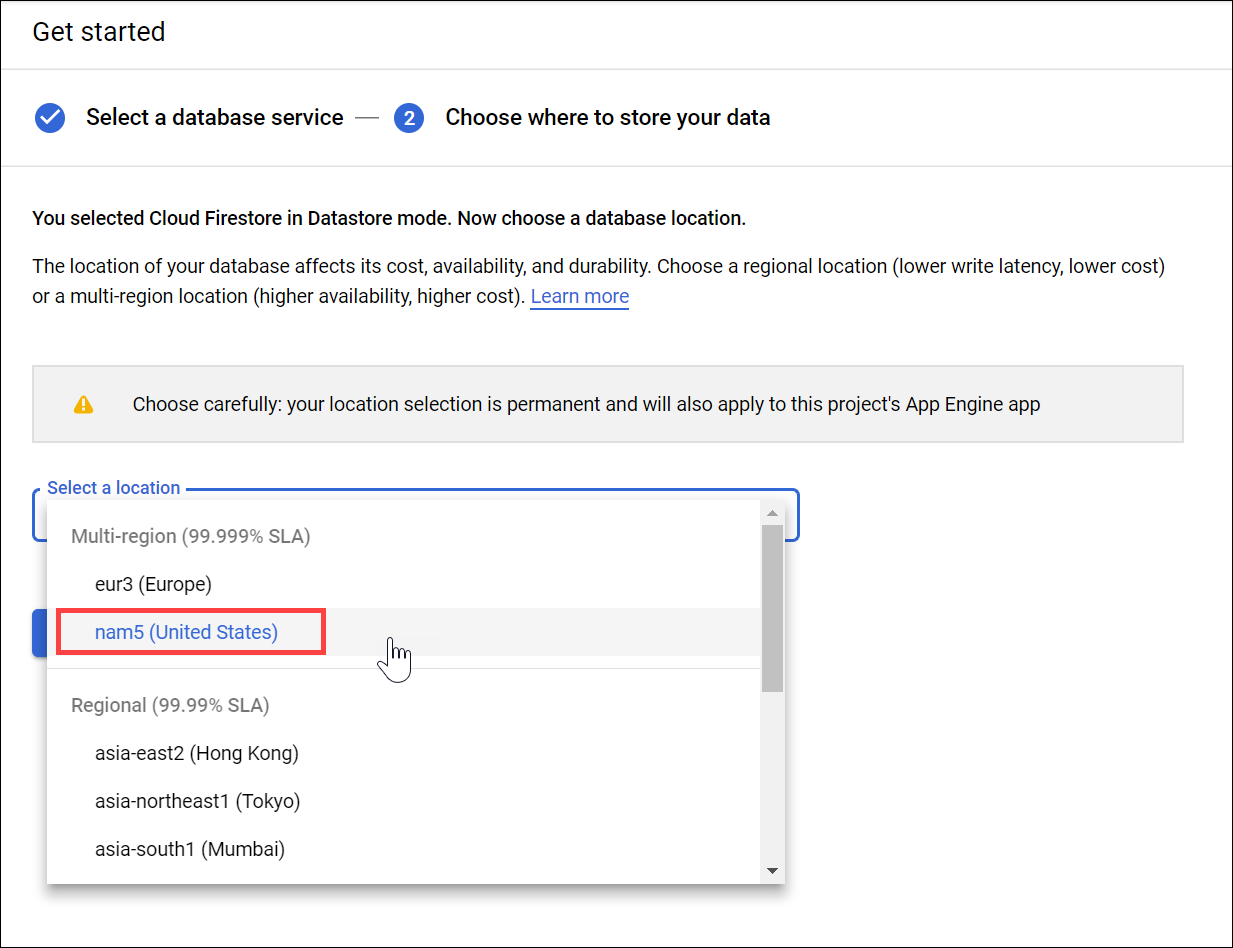 Get started
Select a database service
2
Choose where to store your data
You selected Cloud Firestore in Datastore mode. Now choose a database location.
The location of your database affects its cost, availability, and durability. Choose a regional location (lower write latency, lower cost)
or a multi-region location (higher availability, higher cost). Learn more
Choose carefully: your location selection is permanent and will also apply to this project's App Engine app
Select a location
Multi-region (99.999% SLA)
eur3 (Europe)
nam5 (United States)
Regional (99.99% SLA)
asia-east2 (Hong Kong)
asia-northeast1 (Tokyo)
asia-south1 (Mumbai)